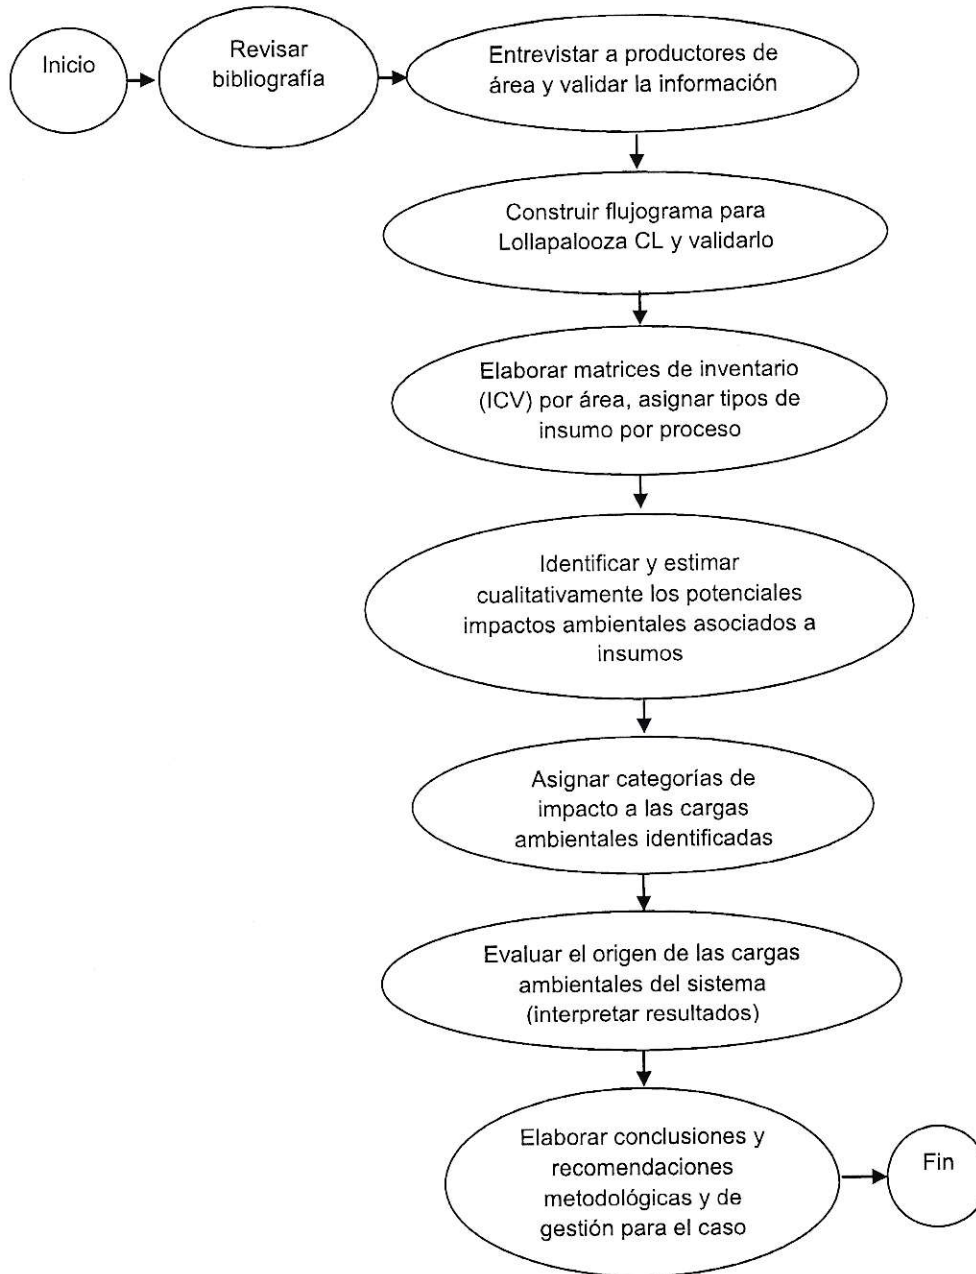 Inicio
Revisar
bibliografía
Entrevistar a productores de
área y validar la información
Construir flujograma para
Lollapalooza CL y validarlo
Elaborar matrices de inventario
(ICV) por área, asignar tipos de
insumo por proceso
Identificar y estimar
cualitativamente los potenciales
impactos ambientales asociados a
insumos
Asignar categorías de
impacto a las cargas
ambientales identificadas
Evaluar el origen de las cargas
ambientales del sistema
(interpretar resultados)
Elaborar conclusiones y
recomendaciones
metodológicas y de
gestión para el caso
Fin